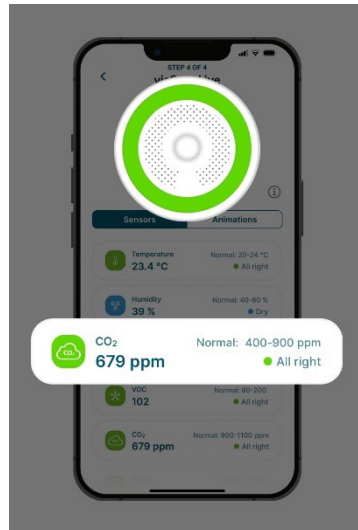 STEP 4 OF 4
Sensors
Animations
Temperature
Normal: 20-24 °C
23.4 °C
All right
Humidity
Normal: 40-60 %
39 %
Dry
CO₂
Normal: 400-900 ppm
679 ppm
All right
VOC
Normal: 60-200
102
All right
CO₂
Normal: 800-1100 ppm
679 ppm
All right